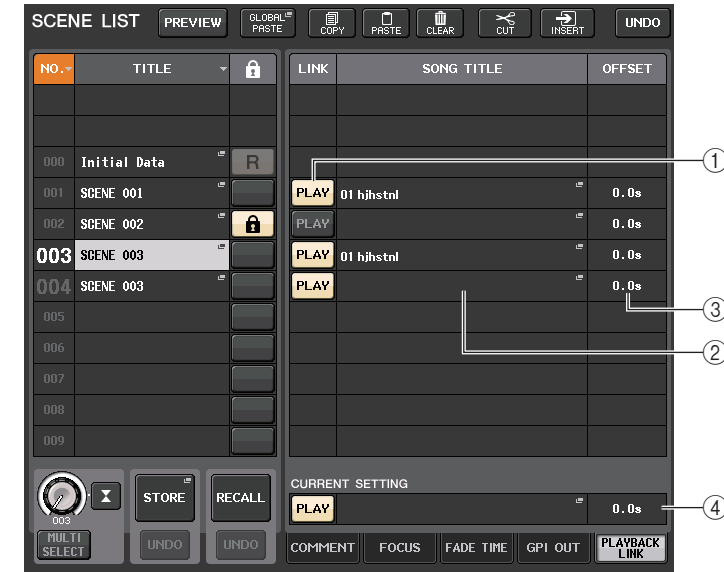 SCENE LIST PREVIEW GLOBAL PASTE COPY PASTE CLEAR CUT INSERT UNDO
NO. TITLE LINK SONG TITLE OFFSET
000 Initial Data R
001 SCENE 001 PLAY 01 hjhstnl 0.0s
002 SCENE 002 PLAY 0.0s
003 SCENE 003 PLAY 01 hjhstnl 0.0s
004 SCENE 003 PLAY 0.0s
005
006
007
008
009
1
3
2
CURRENT SETTING
STORE RECALL PLAY 0.0s
4
003
MULTI SELECT UNDO UNDO COMMENT FOCUS FADE TIME GPI OUT PLAYBACK LINK